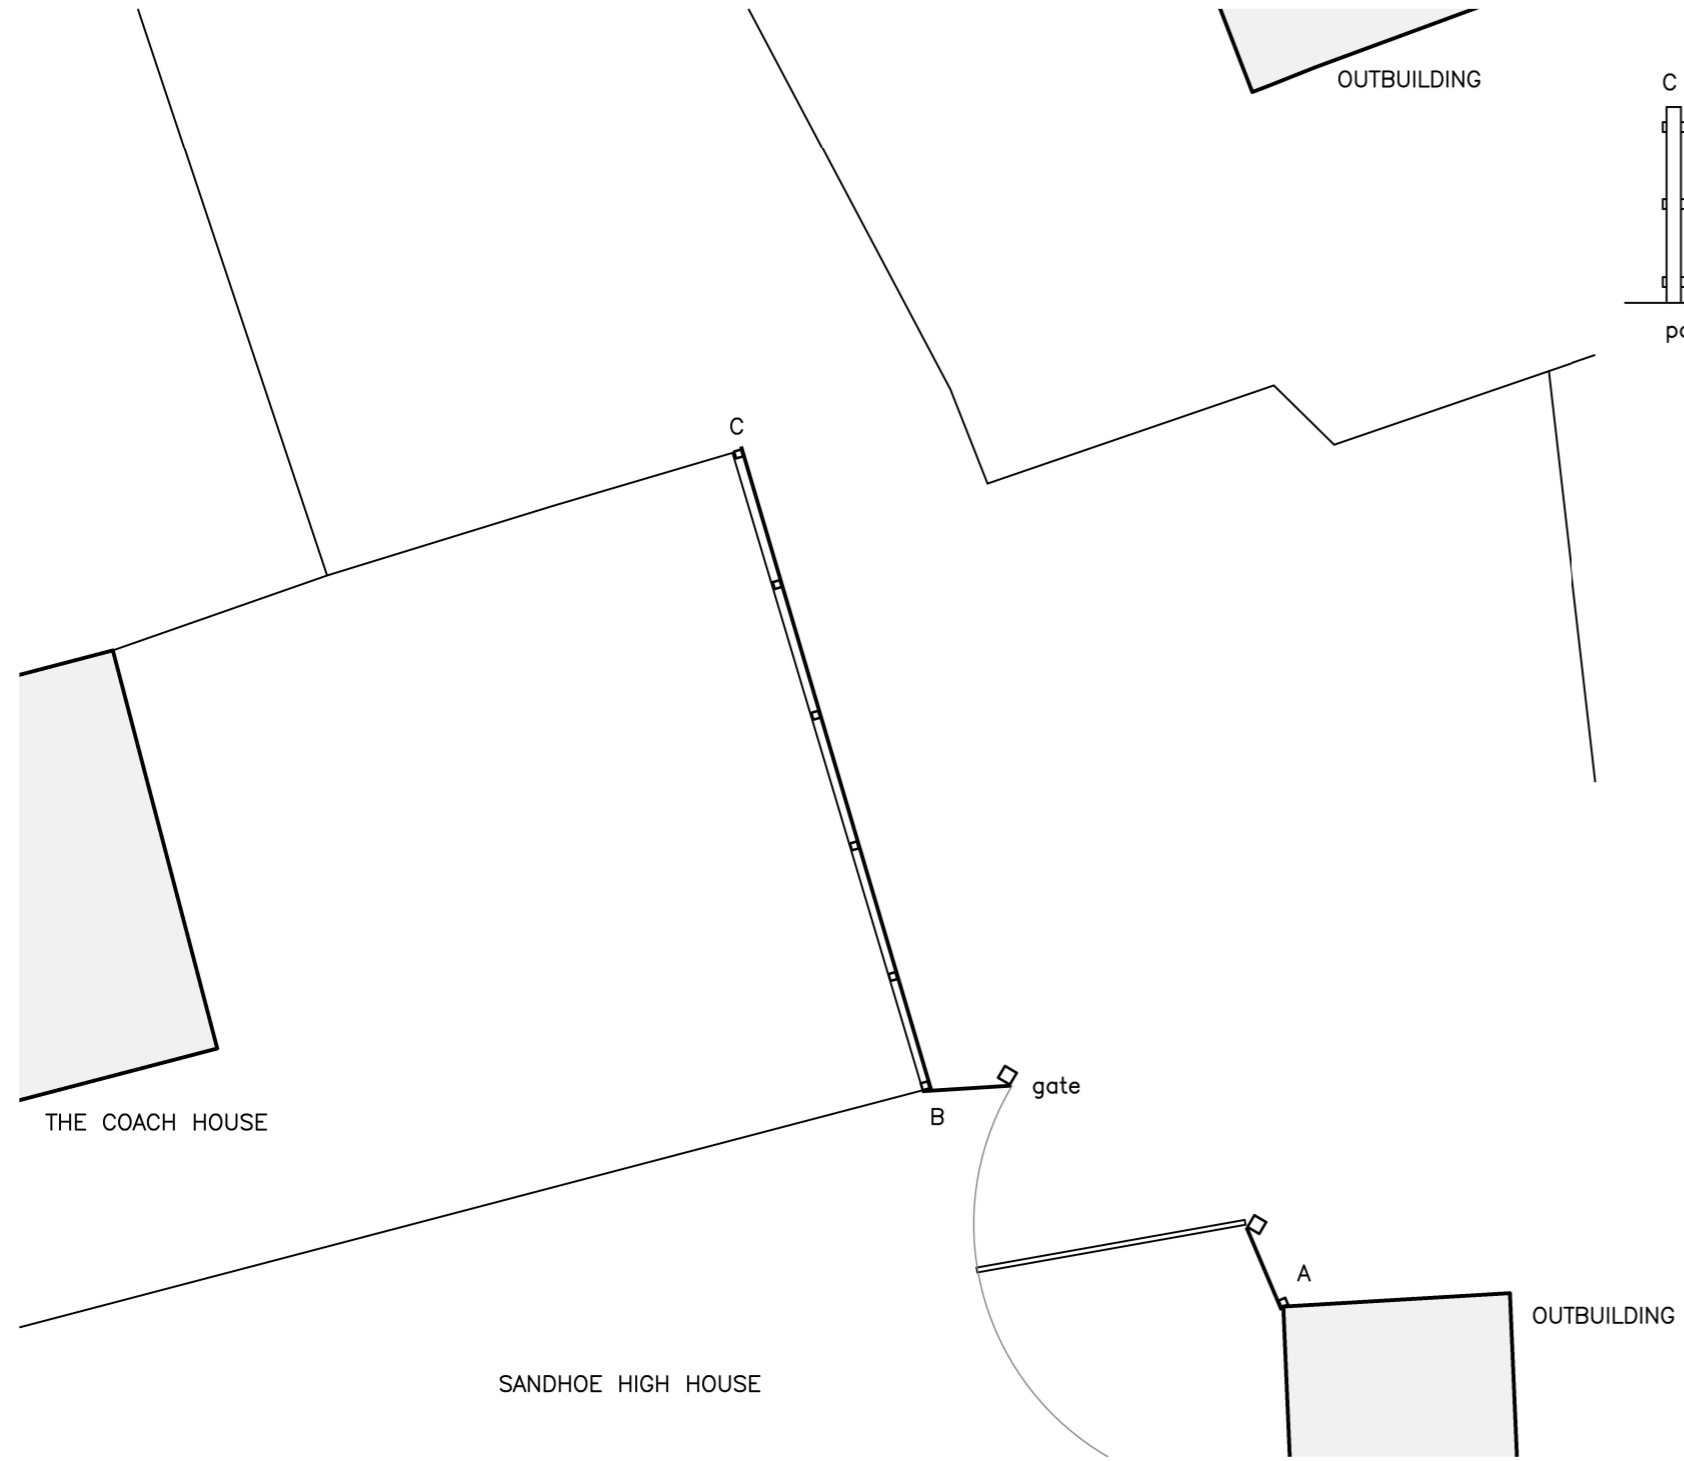 OUTBUILDING
C
C
gate
B
THE COACH HOUSE
A
OUTBUILDING
SANDHOE HIGH HOUSE